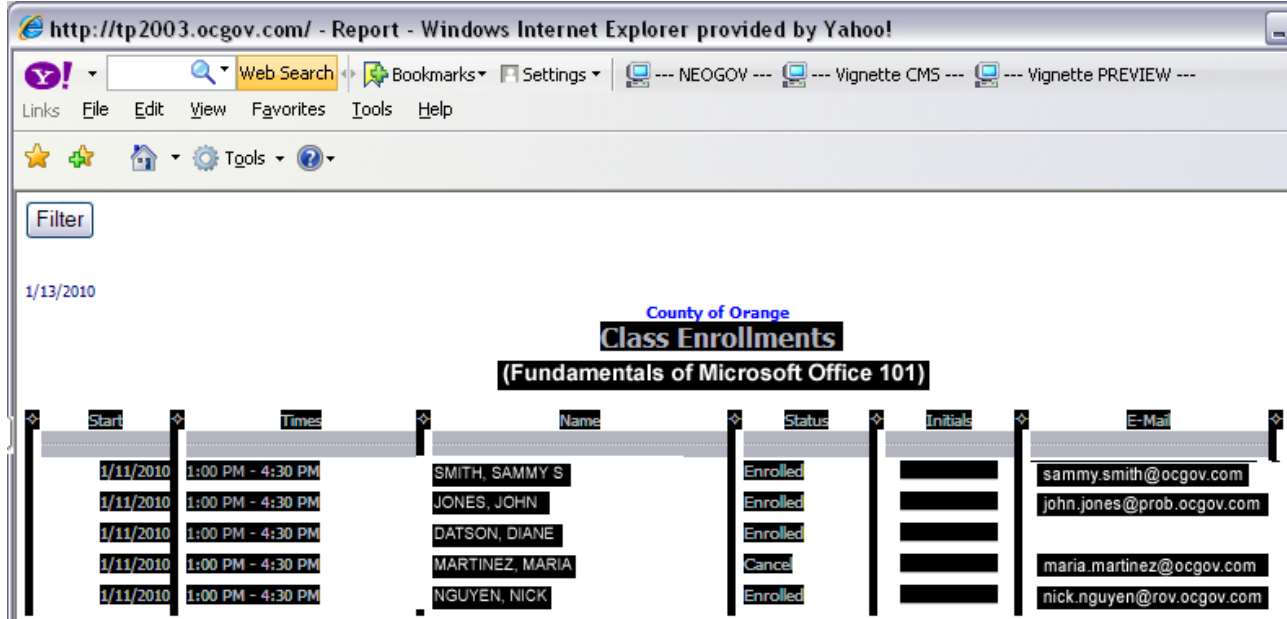 http://tp2003.ocgov.com/ - Report - Windows Internet Explorer provided by Yahoo!
Y! Web Search Bookmarks Settings --- NEOGOV --- --- Vignette CMS --- --- Vignette PREVIEW ---
Links File Edit View Favorites Tools Help
Tools
Filter
1/13/2010
County of Orange
Class Enrollments
(Fundamentals of Microsoft Office 101)
Start Times Name Status Initials E-Mail
1/11/2010 1:00 PM - 4:30 PM SMITH, SAMMY S Enrolled sammy.smith@ocgov.com
1/11/2010 1:00 PM - 4:30 PM JONES, JOHN Enrolled john.jones@prob.ocgov.com
1/11/2010 1:00 PM - 4:30 PM DATSON, DIANE Enrolled
1/11/2010 1:00 PM - 4:30 PM MARTINEZ, MARIA Cancel maria.martinez@ocgov.com
1/11/2010 1:00 PM - 4:30 PM NGUYEN, NICK Enrolled nick.nguyen@rov.ocgov.com